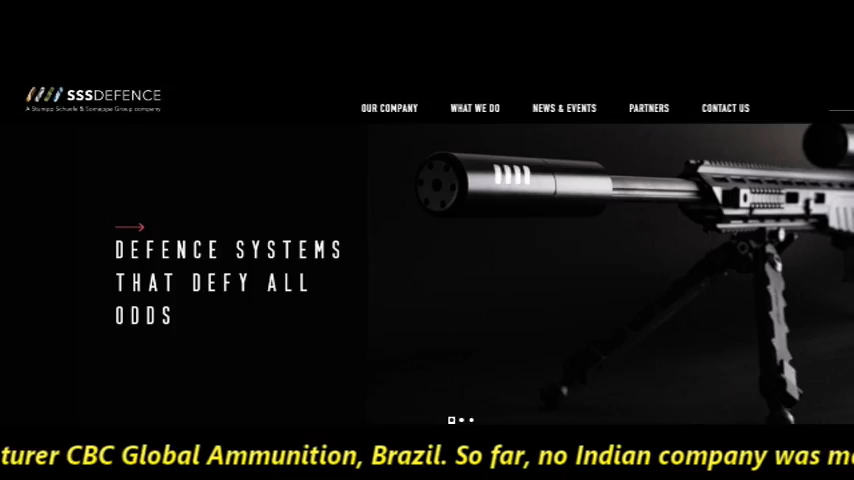 SSSDEFENCE
A Stumpp Schuele & Somappa Group company
OUR COMPANY WHAT WE DO NEWS & EVENTS PARTNERS CONTACT US
DEFENCE SYSTEMS
THAT DEFY ALL
ODDS
turer CBC Global Ammunition, Brazil. So far, no Indian company was m